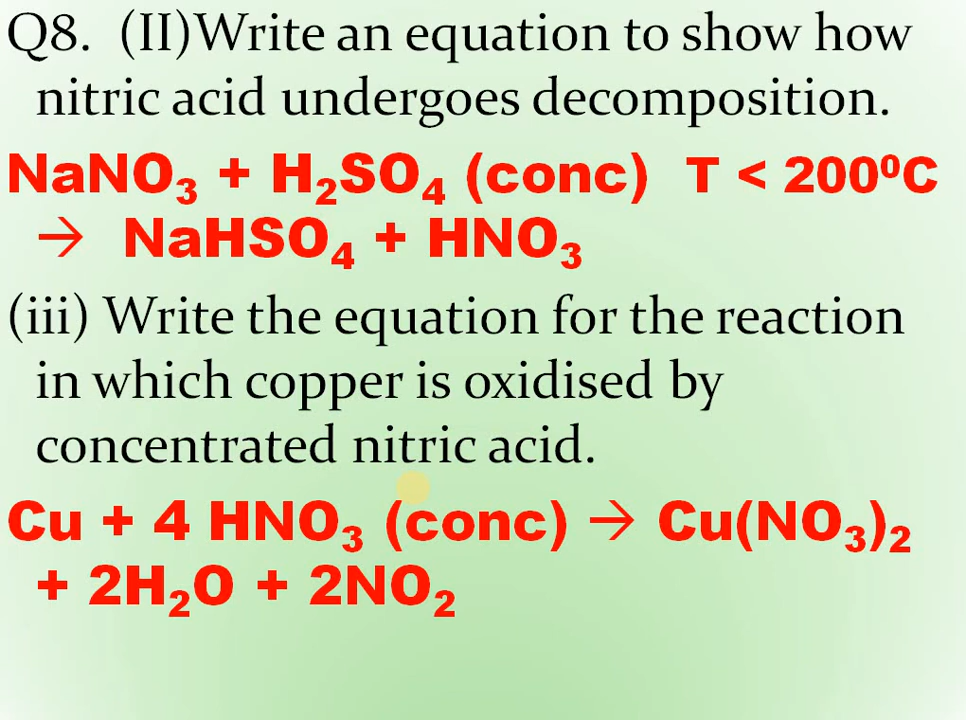 Q8. (II)Write an equation to show how
nitric acid undergoes decomposition.
NaNO₃ + H₂SO₄ (conc) T < 200⁰C
→ NaHSO₄ + HNO₃
(iii) Write the equation for the reaction
in which copper is oxidised by
concentrated nitric acid.
Cu + 4 HNO₃ (conc) → Cu(NO₃)₂
+ 2H₂O + 2NO₂